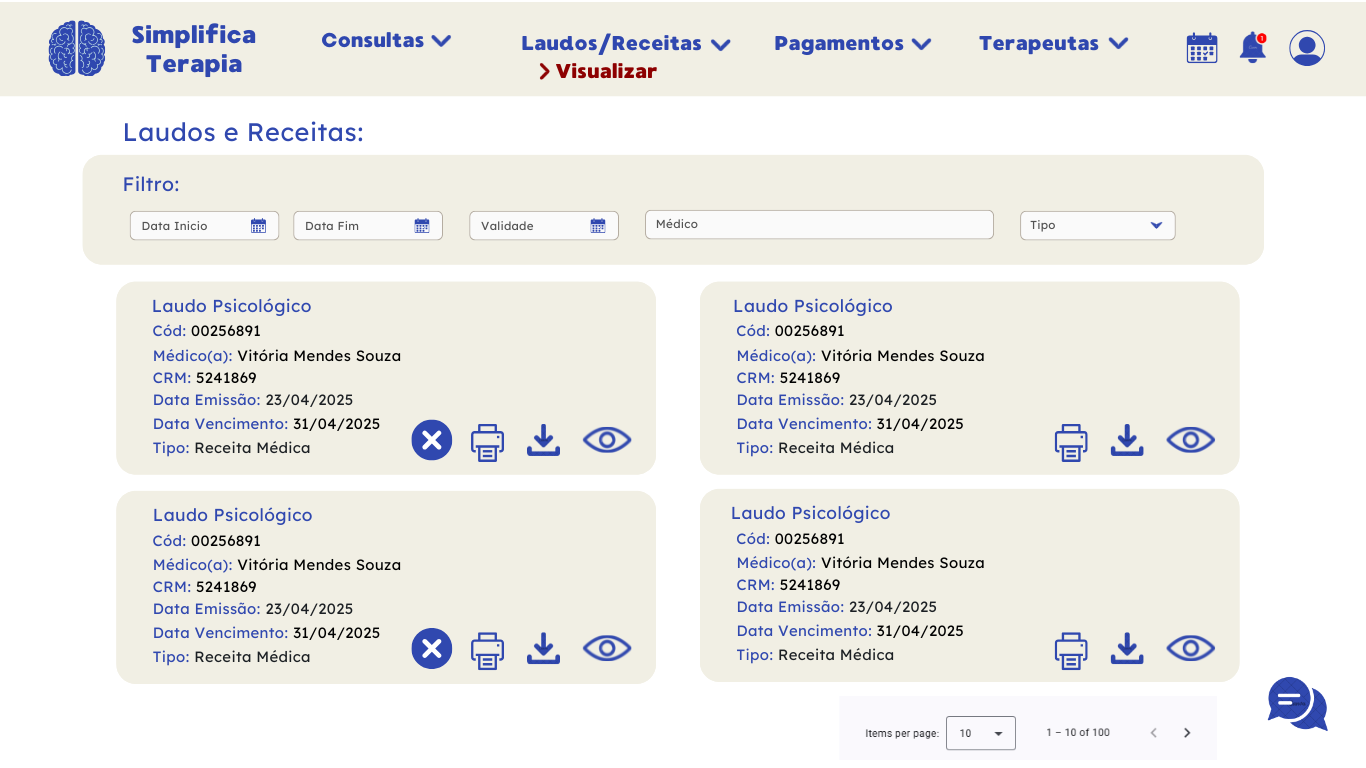 Simplifica
Terapia
Consultas
Laudos/Receitas
Visualizar
Pagamentos
Terapeutas
1
Laudos e Receitas:
Filtro:
Data Inicio
Data Fim
Validade
Médico
Tipo
Laudo Psicológico
Cód: 00256891
Médico(a): Vitória Mendes Souza
CRM: 5241869
Data Emissão: 23/04/2025
Data Vencimento: 31/04/2025
Tipo: Receita Médica
Laudo Psicológico
Cód: 00256891
Médico(a): Vitória Mendes Souza
CRM: 5241869
Data Emissão: 23/04/2025
Data Vencimento: 31/04/2025
Tipo: Receita Médica
Laudo Psicológico
Cód: 00256891
Médico(a): Vitória Mendes Souza
CRM: 5241869
Data Emissão: 23/04/2025
Data Vencimento: 31/04/2025
Tipo: Receita Médica
Laudo Psicológico
Cód: 00256891
Médico(a): Vitória Mendes Souza
CRM: 5241869
Data Emissão: 23/04/2025
Data Vencimento: 31/04/2025
Tipo: Receita Médica
Items per page: 10 1 – 10 of 100